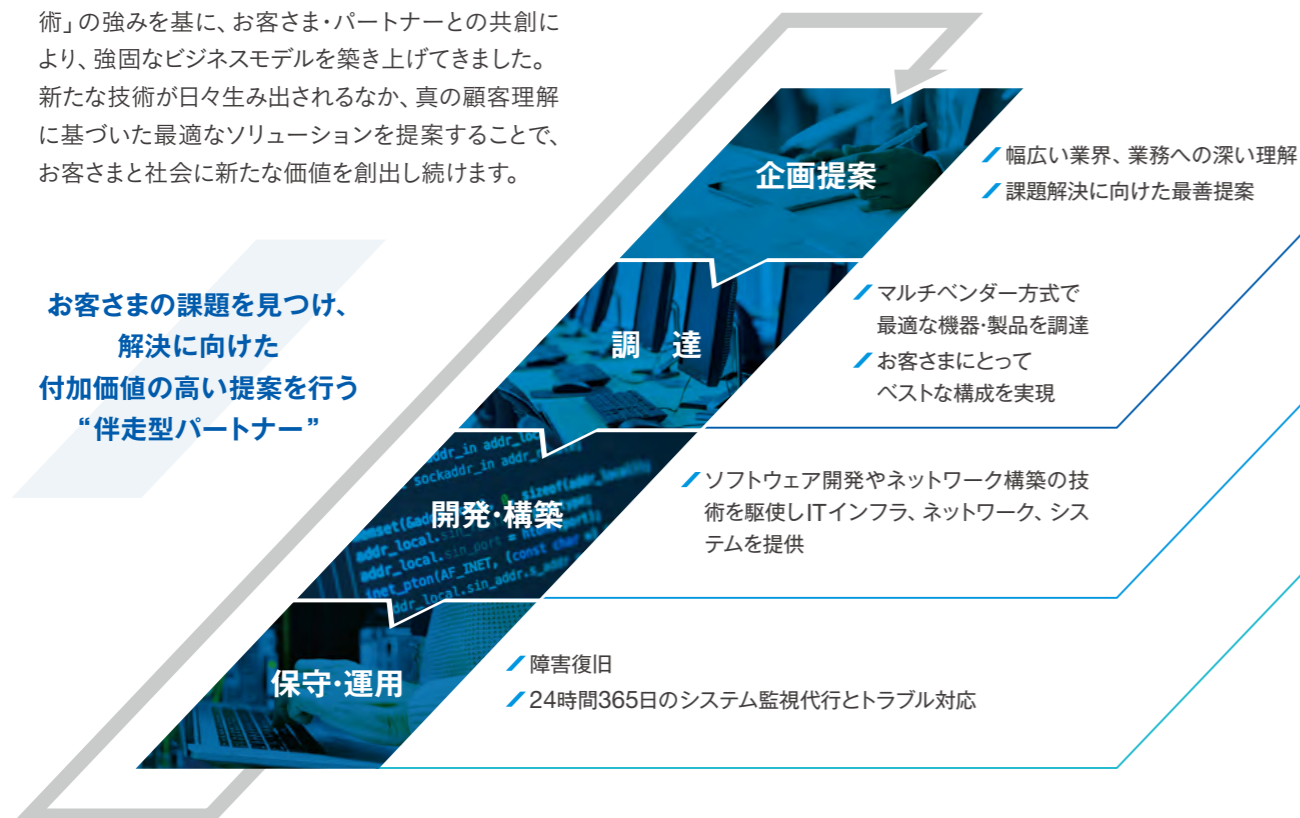 術」の強みを基に、お客さま・パートナーとの共創に
より、強固なビジネスモデルを築き上げてきました。
新たな技術が日々生み出されるなか、真の顧客理解
に基づいた最適なソリューションを提案することで、
お客さまと社会に新たな価値を創出し続けます。
お客さまの課題を見つけ、
解決に向けた
付加価値の高い提案を行う
“伴走型パートナー”
企画提案
幅広い業界、業務への深い理解
課題解決に向けた最善提案
調　達
マルチベンダー方式で
最適な機器・製品を調達
お客さまにとって
ベストな構成を実現
開発・構築
ソフトウェア開発やネットワーク構築の技
術を駆使しITインフラ、ネットワーク、シス
テムを提供
保守・運用
障害復旧
24時間365日のシステム監視代行とトラブル対応